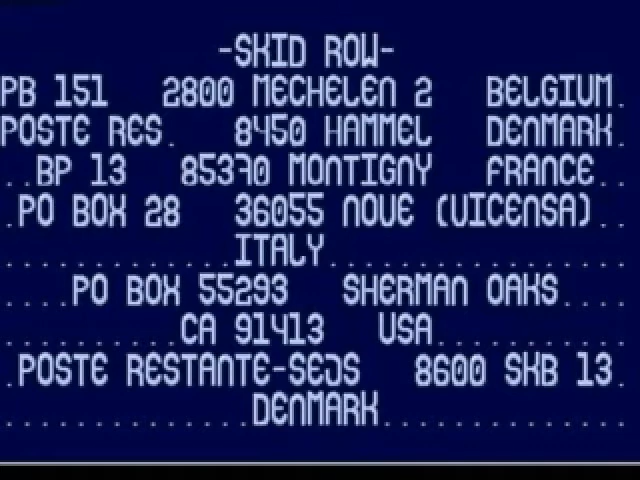 -SKID ROW-
PB 151 2800 MECHELEN 2 BELGIUM.
POSTE RES. 8450 HAMMEL DENMARK.
..BP 13 85370 MONTIGNY FRANCE..
.PO BOX 28 36055 NOVE (VICENSA)..
.............ITALY.................
....PO BOX 55293 SHERMAN OAKS....
..........CA 91413 USA...........
.POSTE RESTANTE-SEJS 8600 SKB 13.
..............DENMARK..............